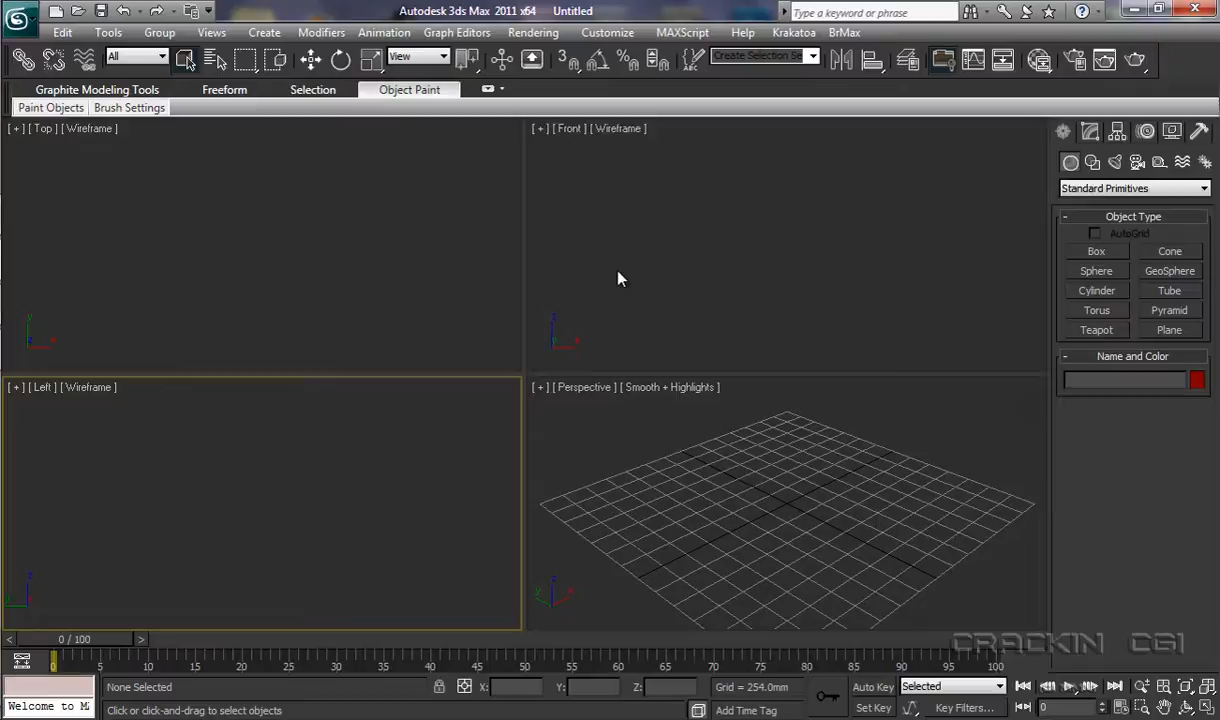 Autodesk 3ds Max 2011 x64 Untitled
Type a keyword or phrase
Edit Tools Group Views Create Modifiers Animation Graph Editors Rendering Customize MAXScript Help Krakatoa BrMax
All View Create Selection Se
Graphite Modeling Tools Freeform Selection Object Paint
Paint Objects Brush Settings
[ + ] [ Top ] [ Wireframe ]
[ + ] [ Front ] [ Wireframe ]
Standard Primitives
- Object Type
AutoGrid
Box Cone
Sphere GeoSphere
Cylinder Tube
Torus Pyramid
Teapot Plane
- Name and Color
[ + ] [ Left ] [ Wireframe ]
[ + ] [ Perspective ] [ Smooth + Highlights ]
< 0 / 100 >
CRACKIN CGI
0 5 10 15 20 25 30 35 40 45 50 55 60 65 70 75 80 85 90 95 100
None Selected X: Y: Z: Grid = 254.0mm Auto Key Selected
Welcome to MA Click or click-and-drag to select objects Add Time Tag Set Key Key Filters... 0